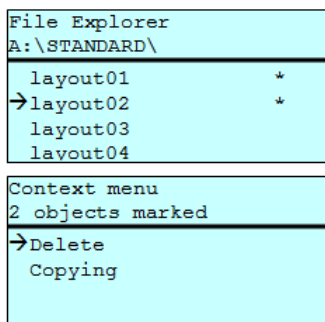 File Explorer
A:\STANDARD\
layout01 *
→layout02 *
layout03
layout04
Context menu
2 objects marked
→Delete
Copying